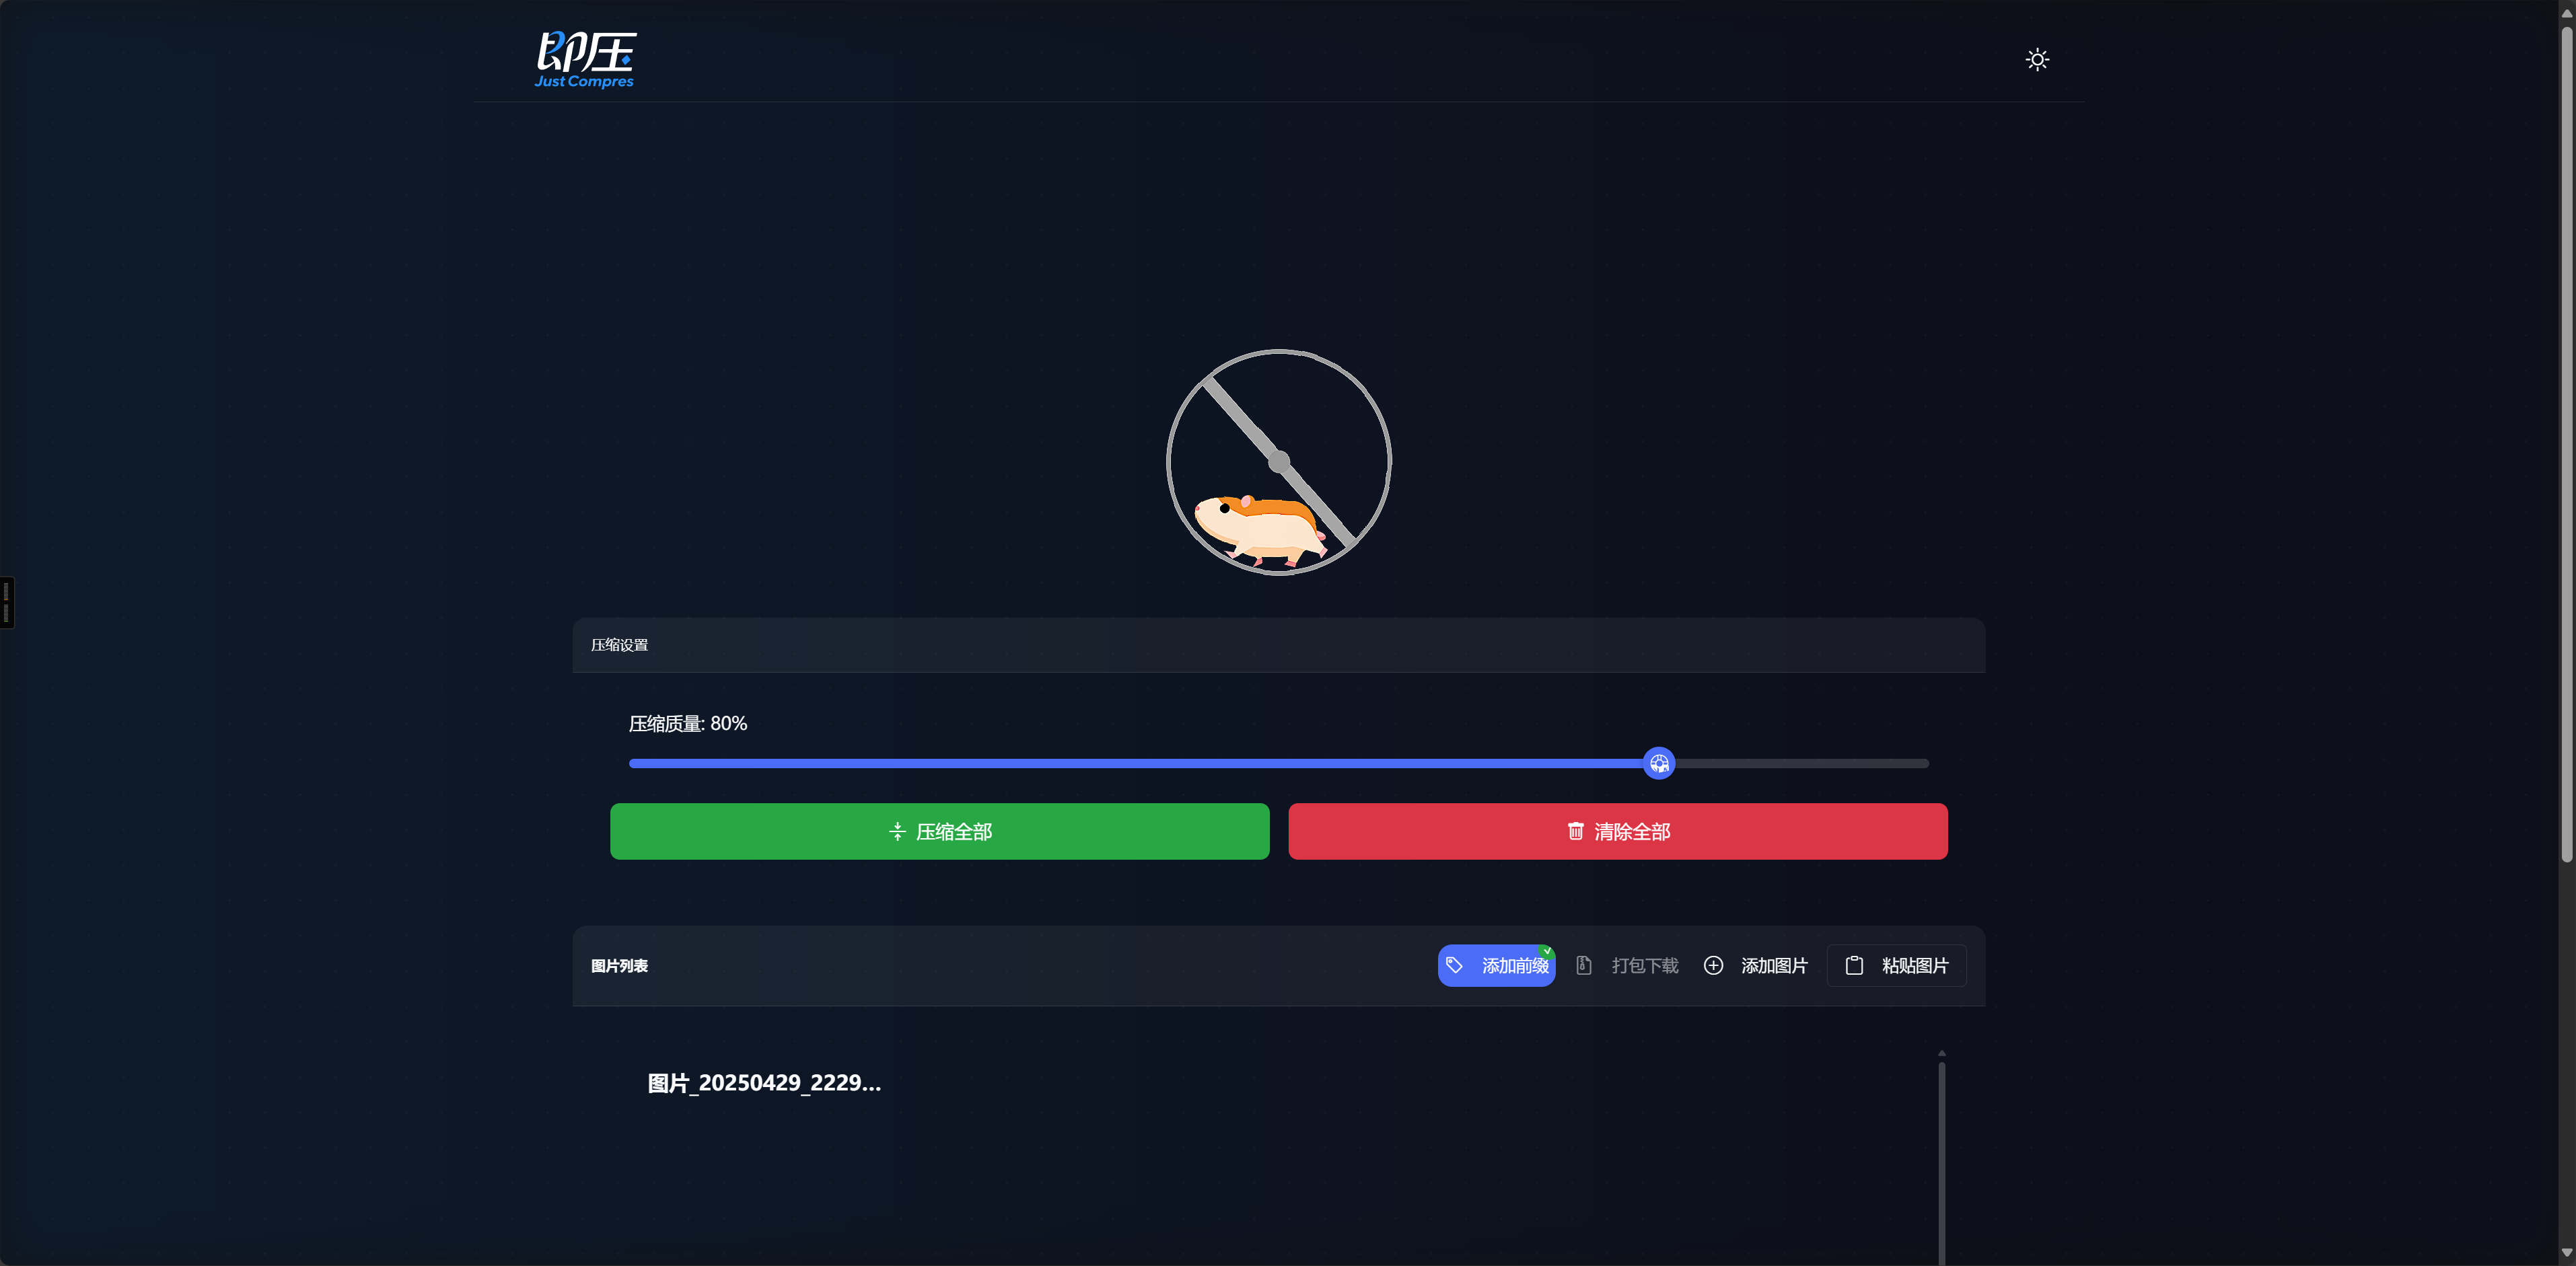 即压
Just Compres
压缩设置
压缩质量: 80%
压缩全部
清除全部
图片列表
添加前缀
打包下载
添加图片
粘贴图片
图片_20250429_2229...